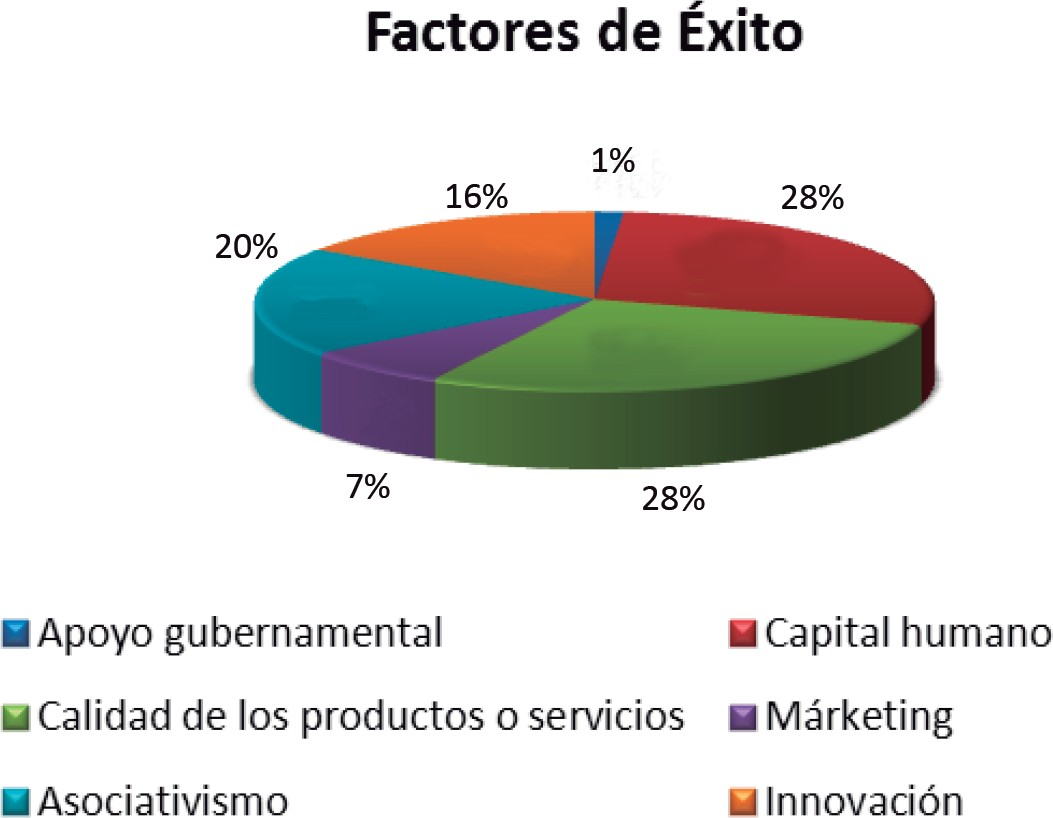 Factores de Éxito
1%
16%
28%
20%
7%
28%
Apoyo gubernamental
Capital humano
Calidad de los productos o servicios
Márketing
Asociativismo
Innovación